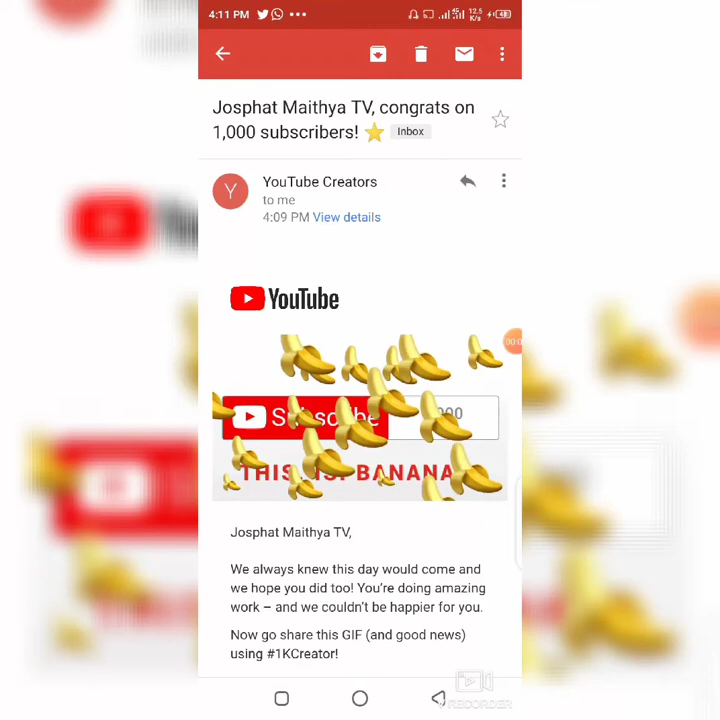 4:11 PM
Josphat Maithya TV, congrats on
1,000 subscribers!
Inbox
Y
YouTube Creators
to me
4:09 PM View details
YouTube
THIS BANANA
Josphat Maithya TV,
We always knew this day would come and
we hope you did too! You're doing amazing
work – and we couldn't be happier for you.
Now go share this GIF (and good news)
using #1KCreator!
RECORDER